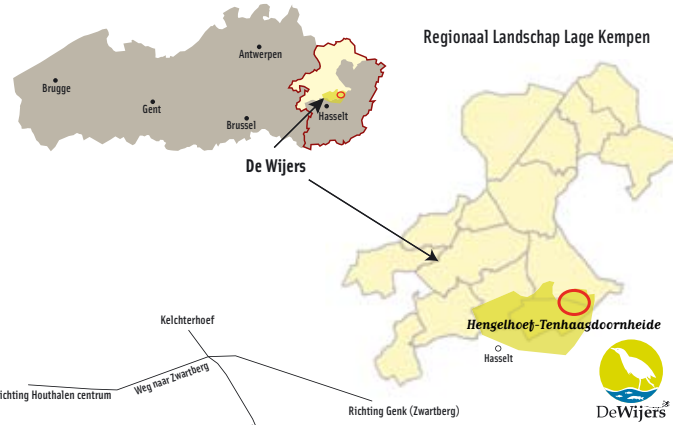 Regionaal Landschap Lage Kempen
Antwerpen
Brugge
Gent
Brussel
Hasselt
De Wijers
Hengelhoef-Tenhaagdoornheide
Hasselt
Kelchterhoef
Weg naar Zwartberg
ichting Houthalen centrum
Richting Genk (Zwartberg)
DeWijers